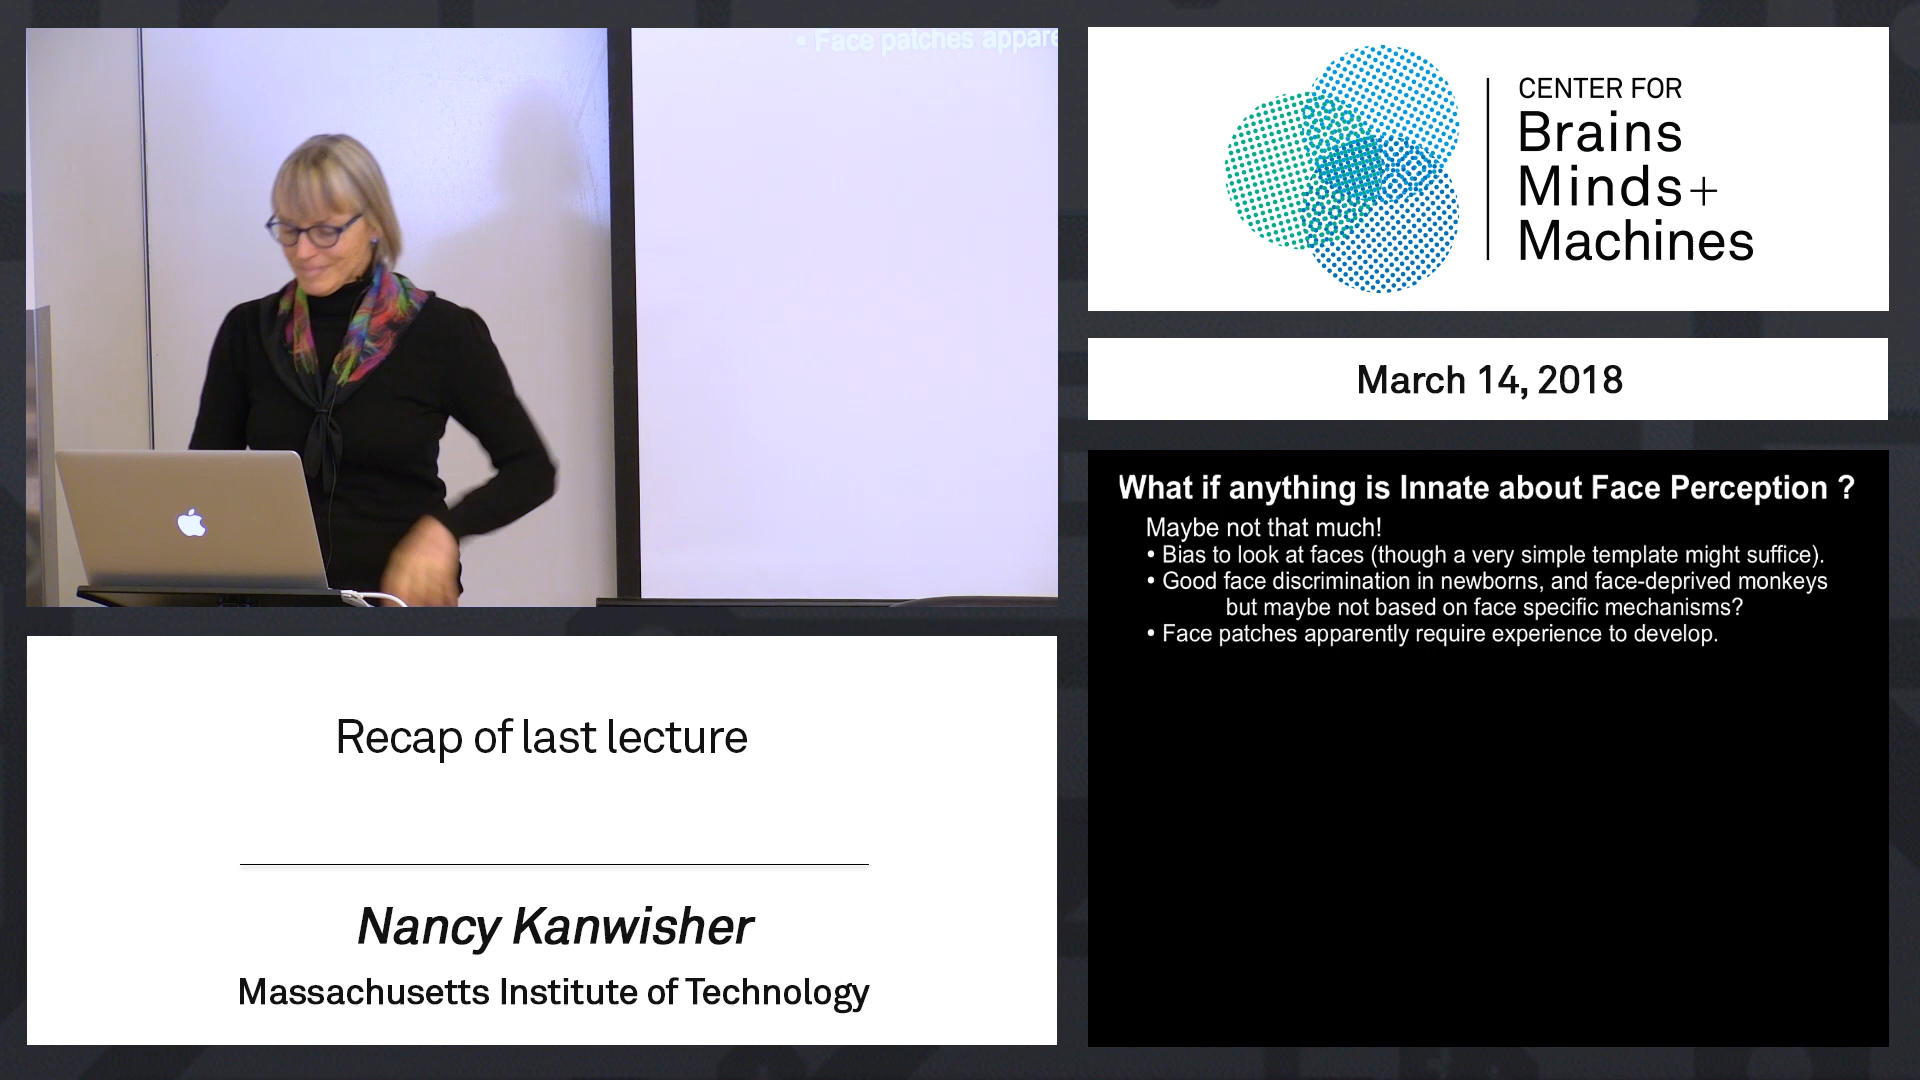 • Face patches appare
CENTER FOR
Brains
Minds+
Machines
March 14, 2018
What if anything is Innate about Face Perception ?
Maybe not that much!
• Bias to look at faces (though a very simple template might suffice).
• Good face discrimination in newborns, and face-deprived monkeys
but maybe not based on face specific mechanisms?
• Face patches apparently require experience to develop.
Recap of last lecture
Nancy Kanwisher
Massachusetts Institute of Technology